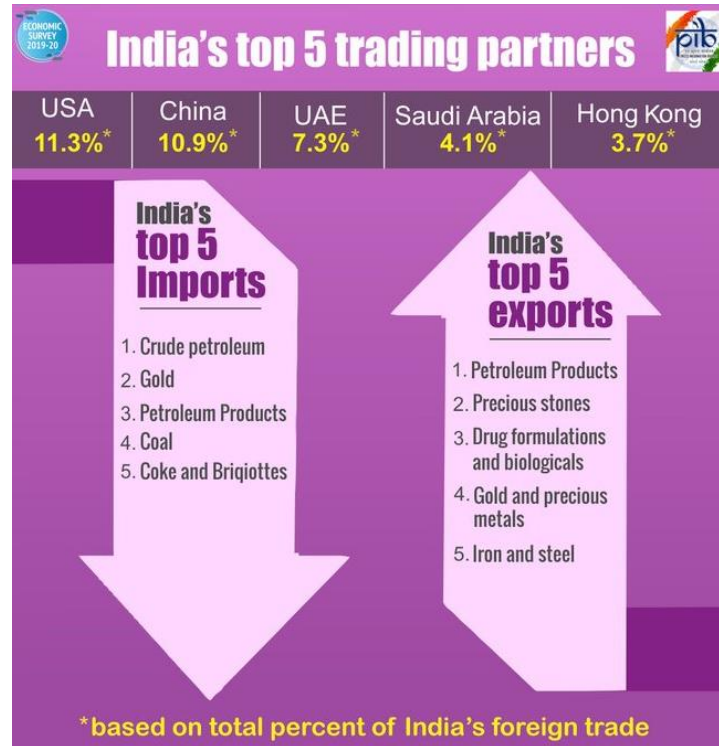 ECONOMIC
SURVEY
2019-20
India's top 5 trading partners
pib
USA
11.3%*
China
10.9%*
UAE
7.3%*
Saudi Arabia
4.1%*
Hong Kong
3.7%*
India's
top 5
Imports
1. Crude petroleum
2. Gold
3. Petroleum Products
4. Coal
5. Coke and Briqiottes
India's
top 5
exports
1. Petroleum Products
2. Precious stones
3. Drug formulations
and biologicals
4. Gold and precious
metals
5. Iron and steel
*based on total percent of India's foreign trade